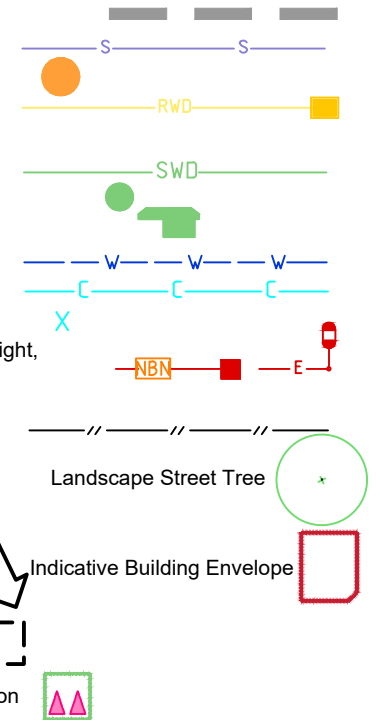 S S
RWD
SWD
W W W
C C C
X
ight,
NBN E
// // //
Landscape Street Tree
Indicative Building Envelope
on